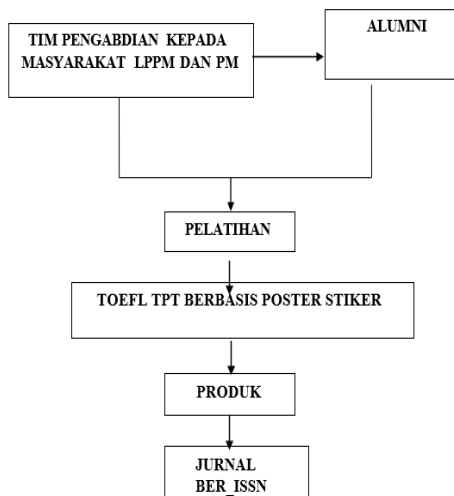 TIM PENGABDIAN KEPADA
MASYARAKAT LPPM DAN PM
ALUMNI
PELATIHAN
TOEFL TPT BERBASIS POSTER STIKER
PRODUK
JURNAL
BER_ISSN